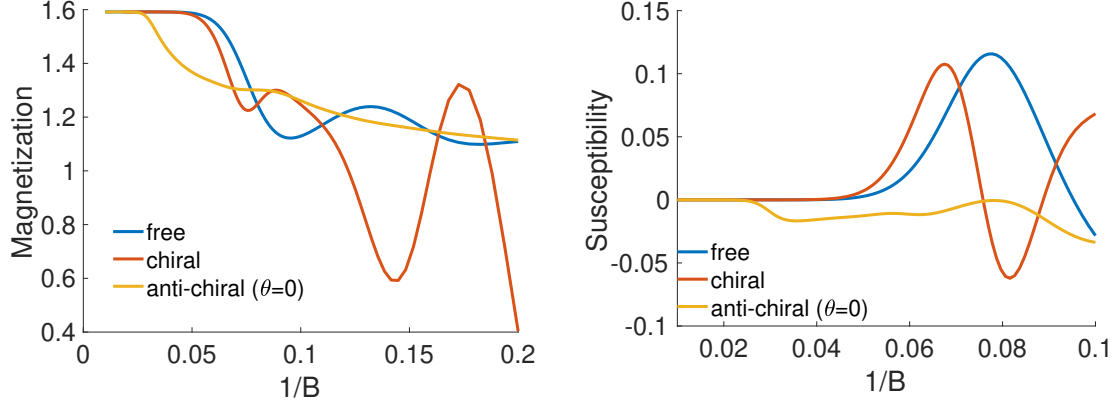 Magnetization
1.6
1.4
1.2
1
0.8
0.6
0.4
free
chiral
anti-chiral (θ=0)
0
0.05
0.1
0.15
0.2
1/B
Susceptibility
0.15
0.1
0.05
0
-0.05
-0.1
free
chiral
anti-chiral (θ=0)
0.02
0.04
0.06
0.08
0.1
1/B